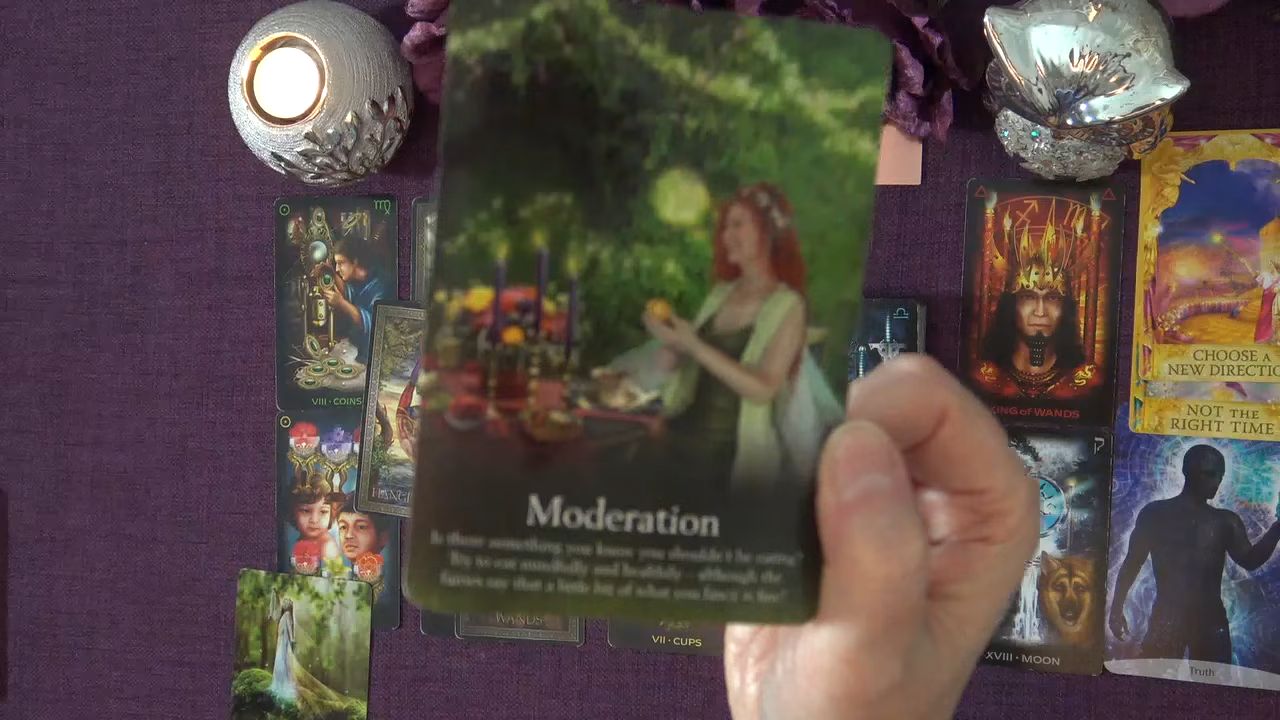 VIII • COINS
KING of WANDS
CHOOSE A
NEW DIRECTIO
NOT THE
RIGHT TIME
Moderation
Is there something you know you shouldn't be eating?
Try to eat mindfully and healthily – although the
fairies say that a little bit of what you fancy is fine!
WANDS
VII • CUPS
XVIII • MOON
Truth